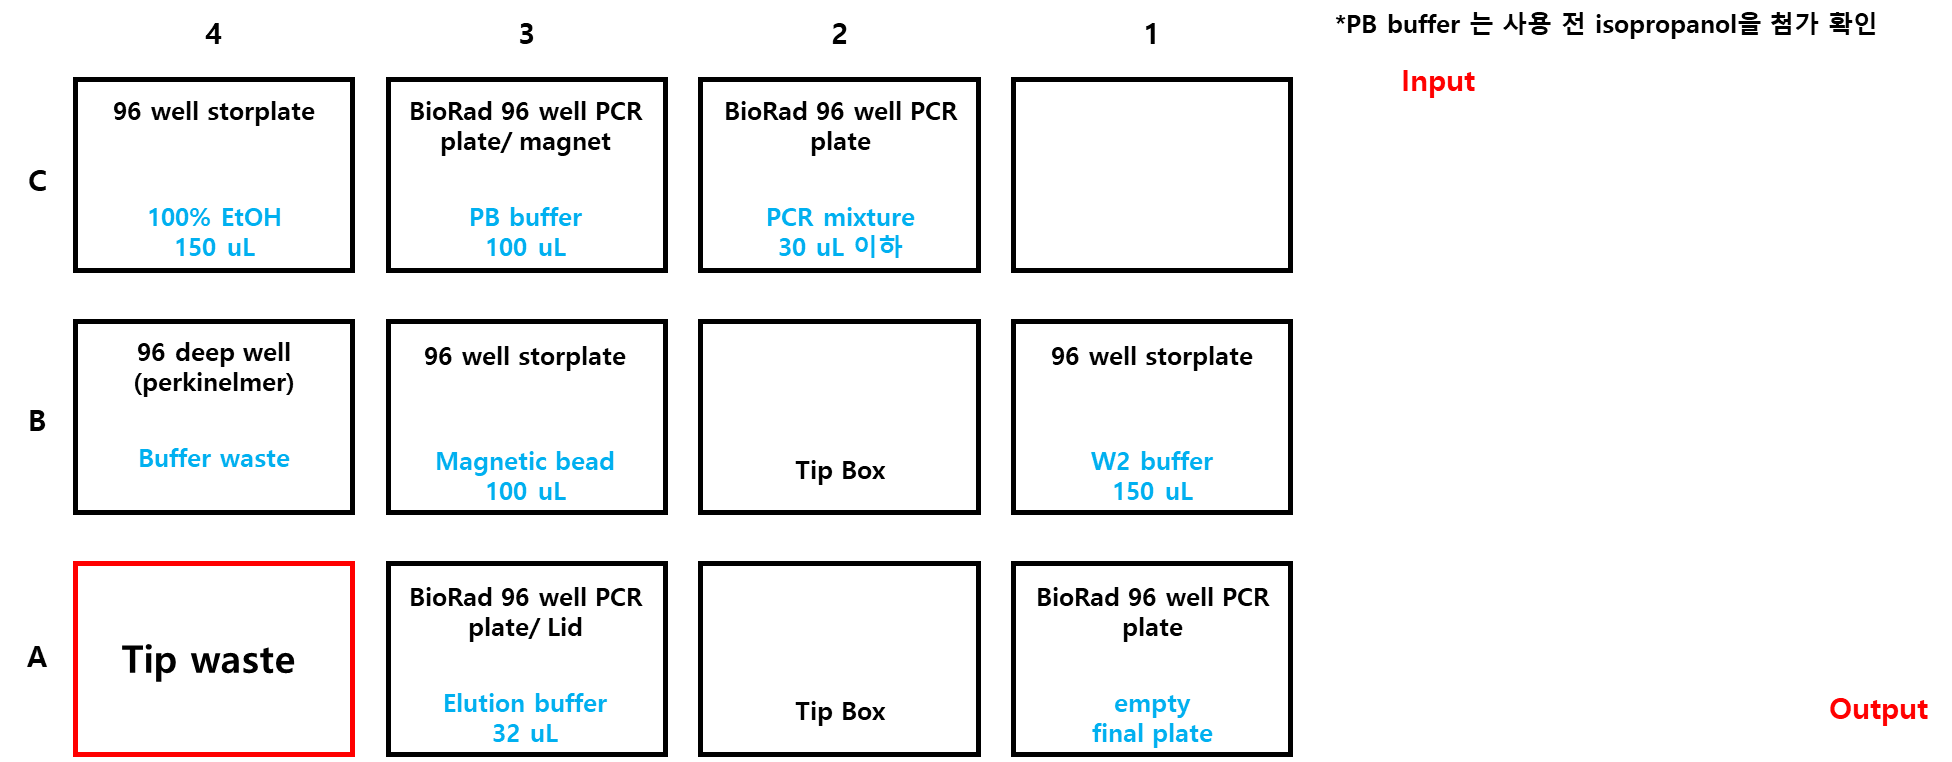 4
3
2
1
*PB buffer 는 사용 전 isopropanol을 첨가 확인
Input
C
96 well storplate
100% EtOH
150 uL
BioRad 96 well PCR
plate/ magnet
PB buffer
100 uL
BioRad 96 well PCR
plate
PCR mixture
30 uL 이하
B
96 deep well
(perkinelmer)
Buffer waste
96 well storplate
Magnetic bead
100 uL
Tip Box
96 well storplate
W2 buffer
150 uL
A
Tip waste
BioRad 96 well PCR
plate/ Lid
Elution buffer
32 uL
Tip Box
BioRad 96 well PCR
plate
empty
final plate
Output